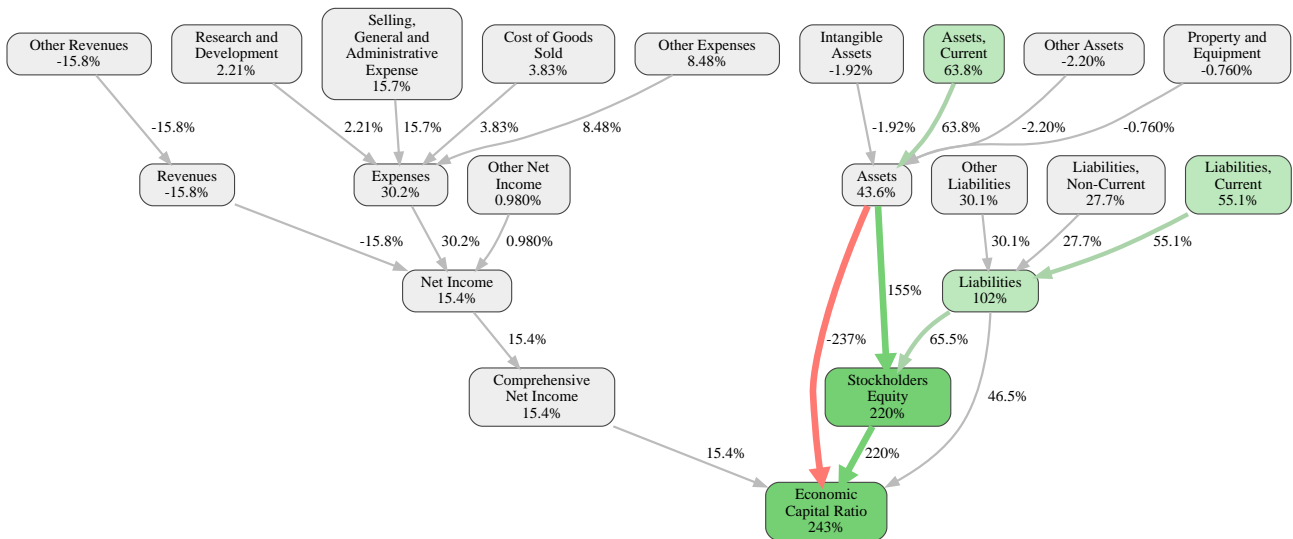 Other Revenues
-15.8%
Research and
Development
2.21%
Selling,
General and
Administrative
Expense
15.7%
Cost of Goods
Sold
3.83%
Other Expenses
8.48%
Intangible
Assets
-1.92%
Assets,
Current
63.8%
Other Assets
-2.20%
Property and
Equipment
-0.760%
-15.8%
2.21%
15.7%
3.83%
8.48%
-1.92%
63.8%
-2.20%
-0.760%
Revenues
-15.8%
Expenses
30.2%
Other Net
Income
0.980%
Assets
43.6%
Other
Liabilities
30.1%
Liabilities,
Non-Current
27.7%
Liabilities,
Current
55.1%
-15.8%
30.2%
0.980%
30.1%
27.7%
55.1%
Net Income
15.4%
Liabilities
102%
155%
15.4%
-237%
65.5%
Comprehensive
Net Income
15.4%
Stockholders
Equity
220%
46.5%
15.4%
220%
Economic
Capital Ratio
243%